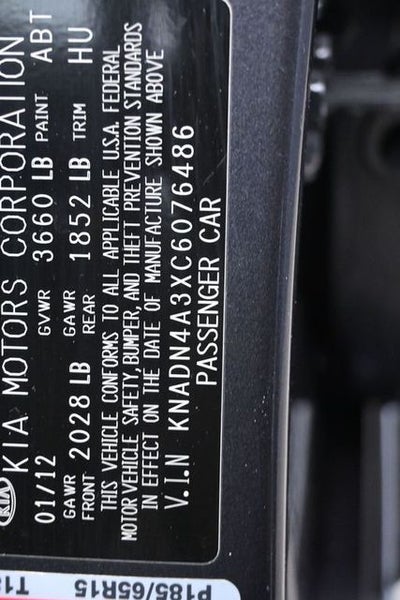 KIA KIA MOTORS CORPORATION
01/12 GVWR 3660 LB PAINT ABT
GAWR FRONT 2028 LB GAWR REAR 1852 LB TRIM HU
THIS VEHICLE CONFORMS TO ALL APPLICABLE U.S.A. FEDERAL
MOTOR VEHICLE SAFETY, BUMPER, AND THEFT PREVENTION STANDARDS
IN EFFECT ON THE DATE OF MANUFACTURE SHOWN ABOVE
V.I.N KNADN4A3XC6076486
PASSENGER CAR
P185/65R15